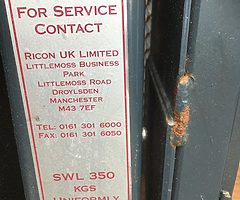 FOR SERVICE
CONTACT
RICON UK LIMITED
LITTLEMOSS BUSINESS
PARK
LITTLEMOSS ROAD
DROYLSDEN
MANCHESTER
M43 7EF
TEL: 0161 301 6000
FAX: 0161 301 6050
SWL 350
KGS
UNIFORMLY